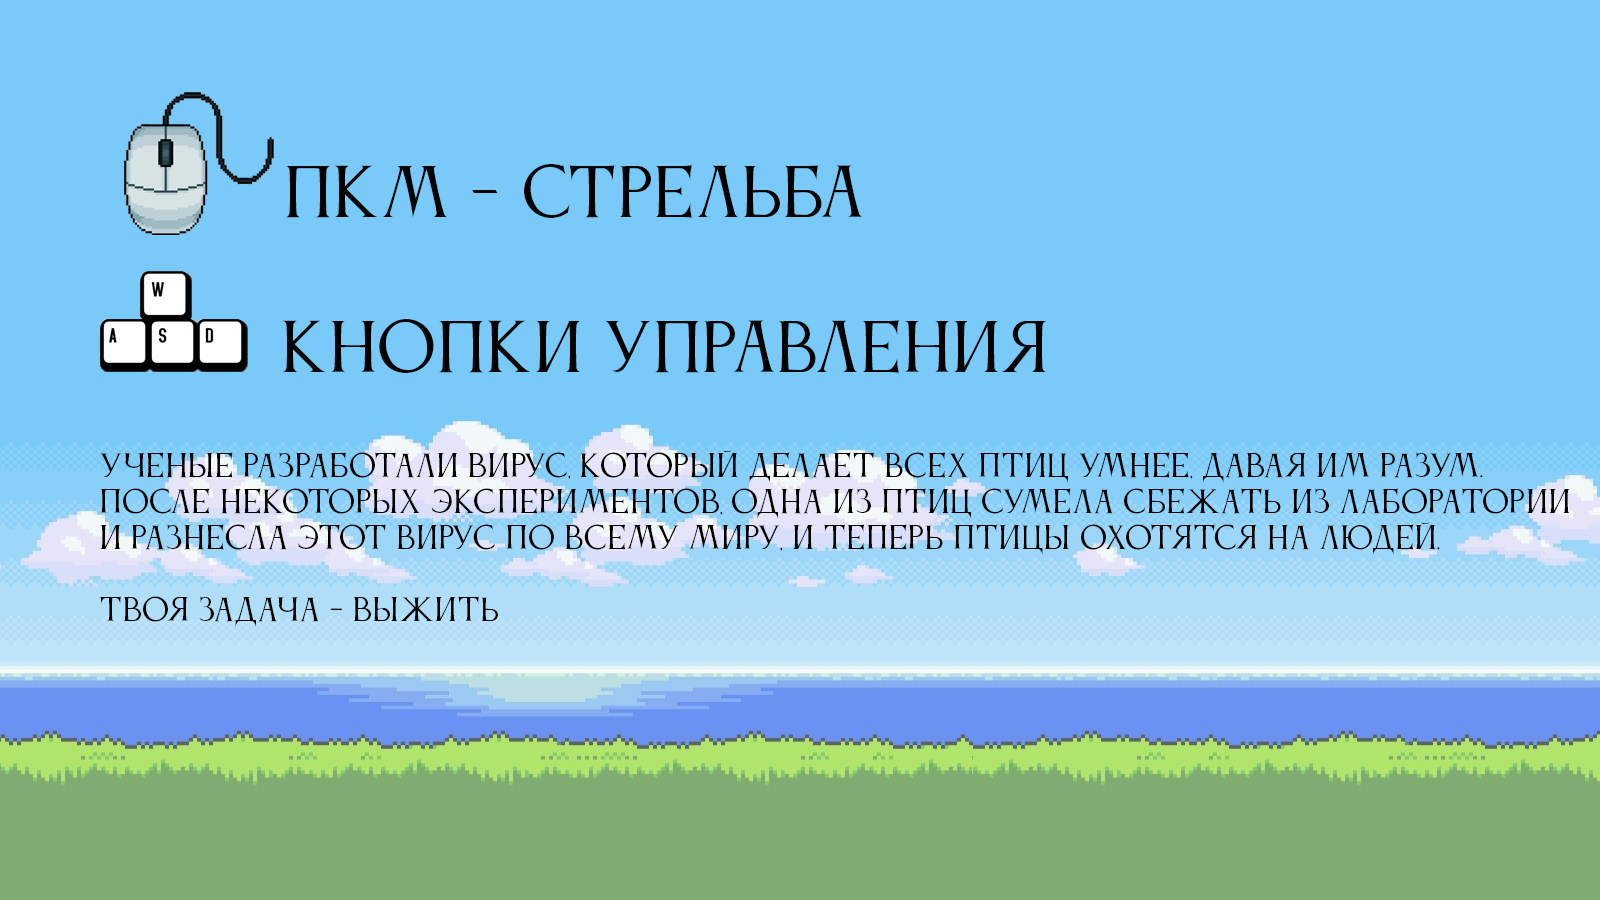 ПКМ - СТРЕЛЬБА
W
A S D
КНОПКИ УПРАВЛЕНИЯ
УЧЕНЫЕ РАЗРАБОТАЛИ ВИРУС, КОТОРЫЙ ДЕЛАЕТ ВСЕХ ПТИЦ УМНЕЕ, ДАВАЯ ИМ РАЗУМ.
ПОСЛЕ НЕКОТОРЫХ ЭКСПЕРИМЕНТОВ, ОДНА ИЗ ПТИЦ СУМЕЛА СБЕЖАТЬ ИЗ ЛАБОРАТОРИИ
И РАЗНЕСЛА ЭТОТ ВИРУС ПО ВСЕМУ МИРУ, И ТЕПЕРЬ ПТИЦЫ ОХОТЯТСЯ НА ЛЮДЕЙ.
ТВОЯ ЗАДАЧА - ВЫЖИТЬ